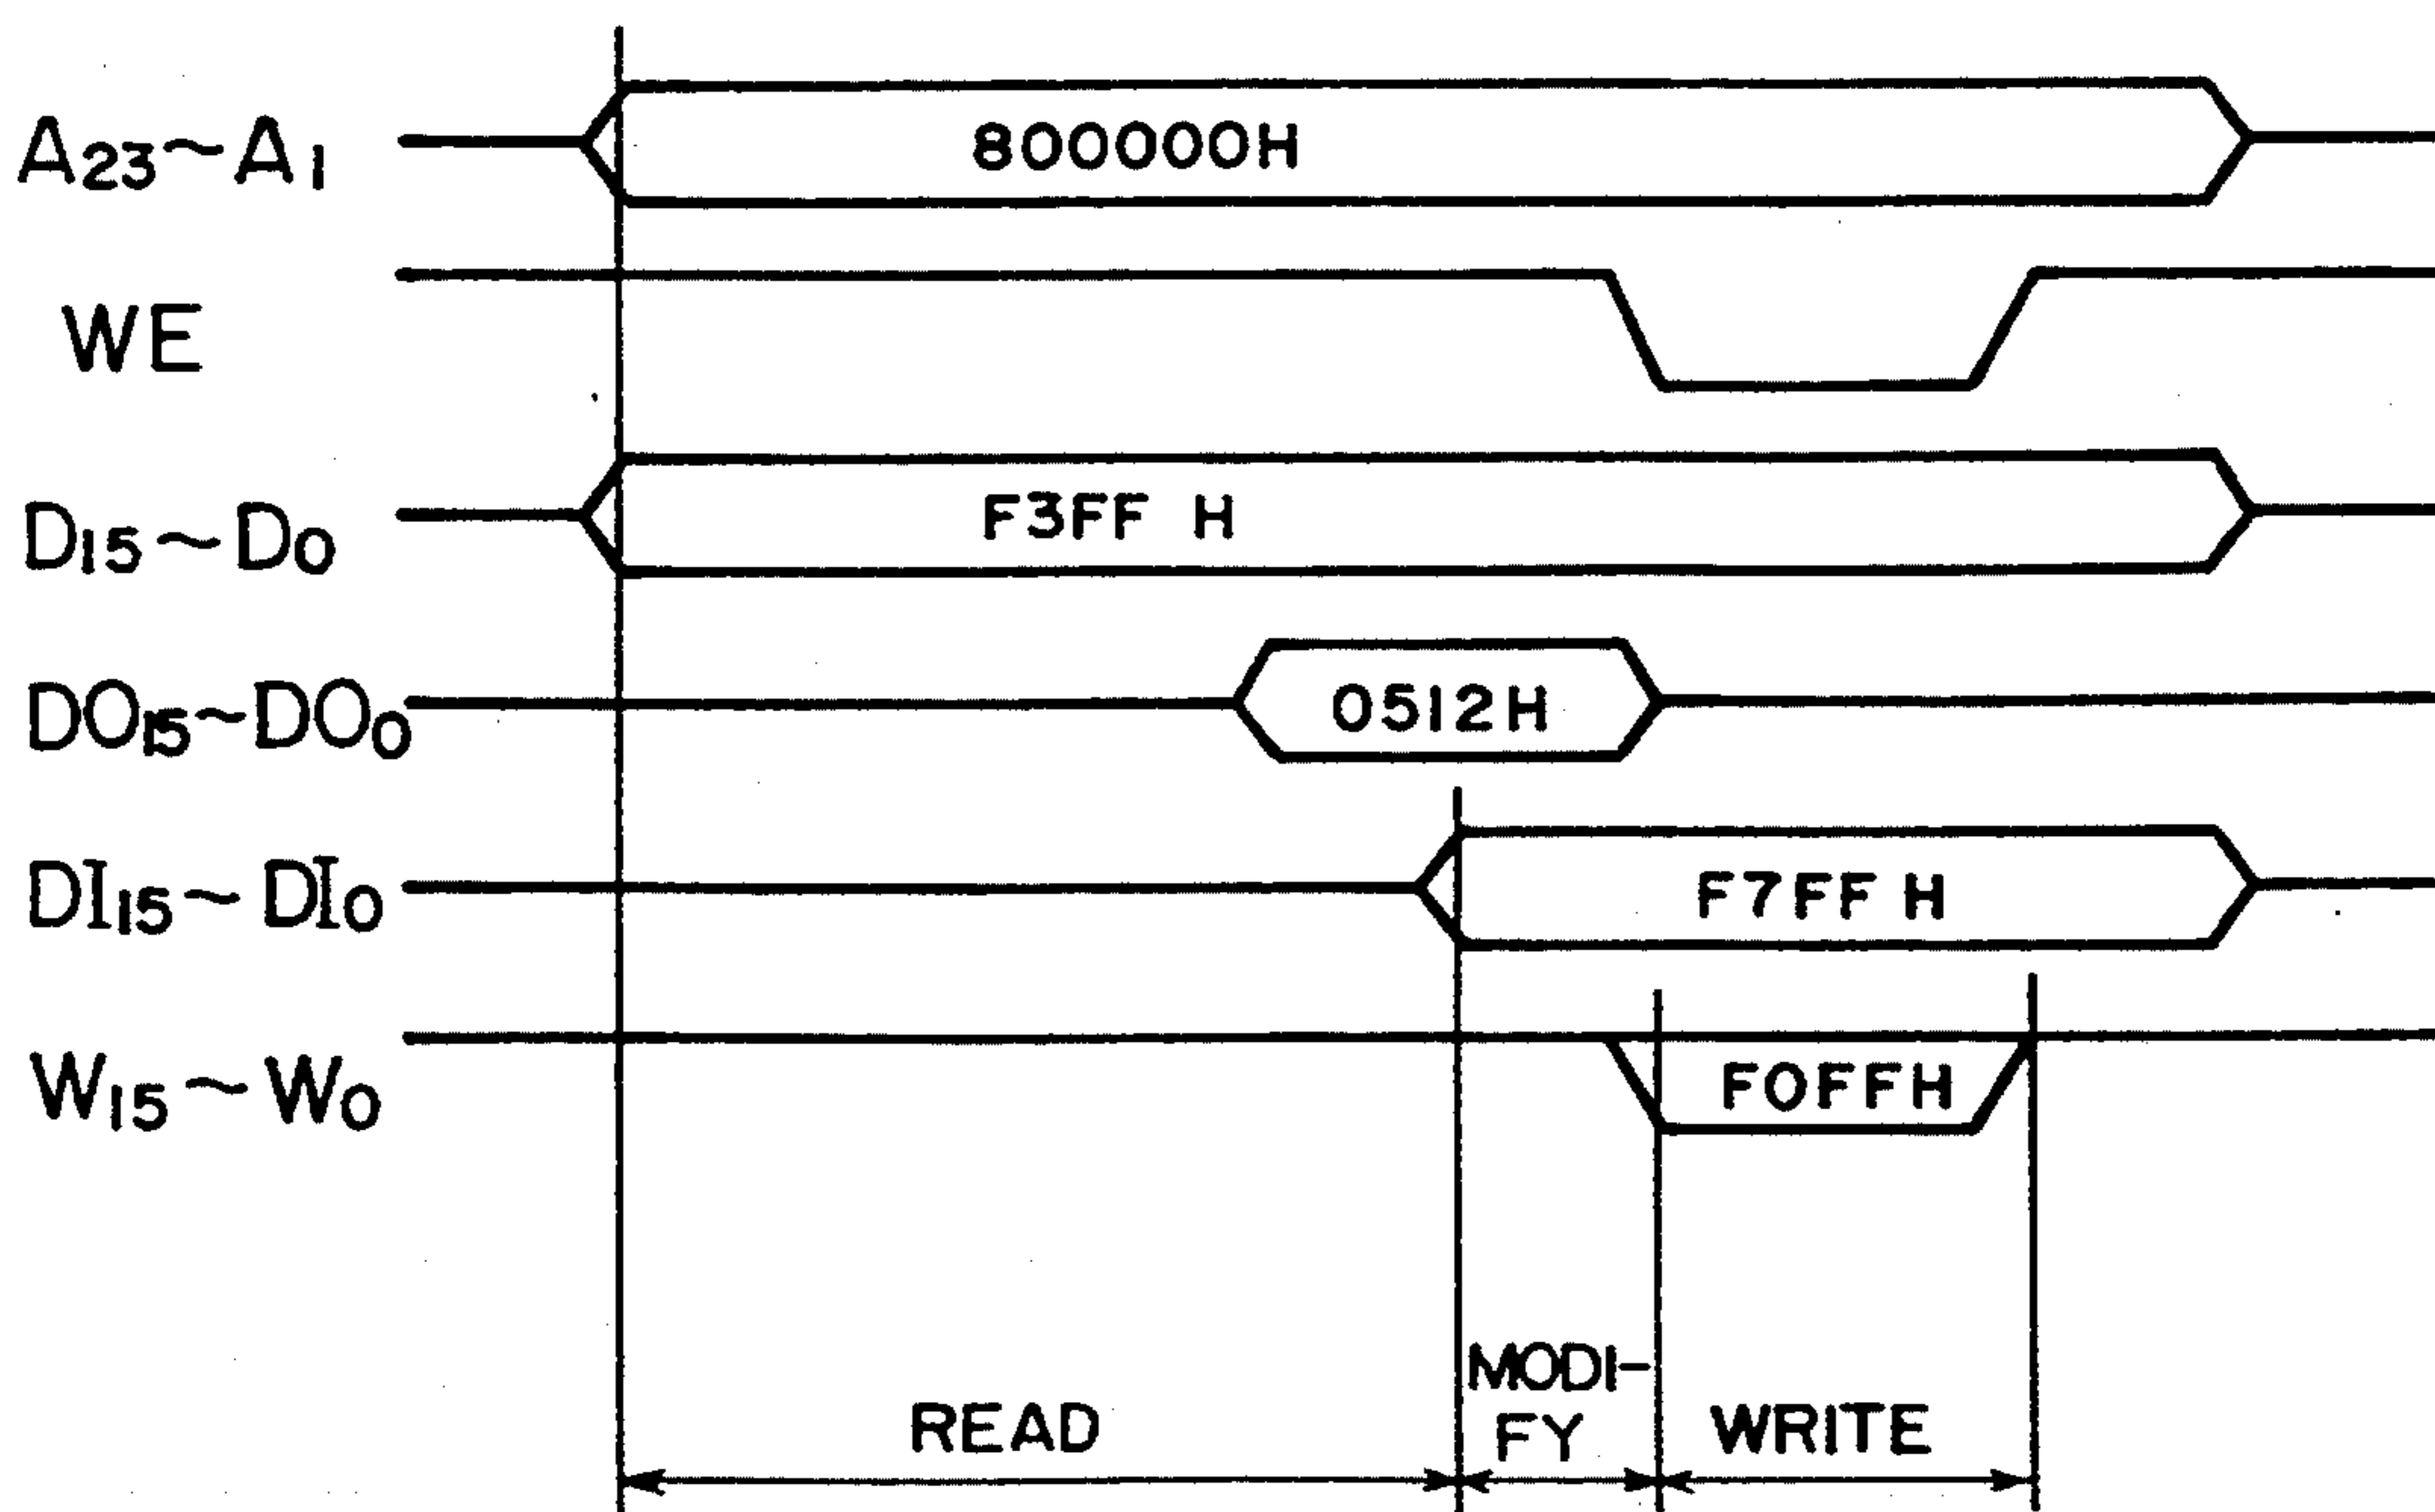 A23~A1 800000H
WE
D15~D0 F3FF H
DO15~DO0 0512H
DI15~DI0 F7FF H
W15~W0 F0FFH
READ
MODI-
FY
WRITE